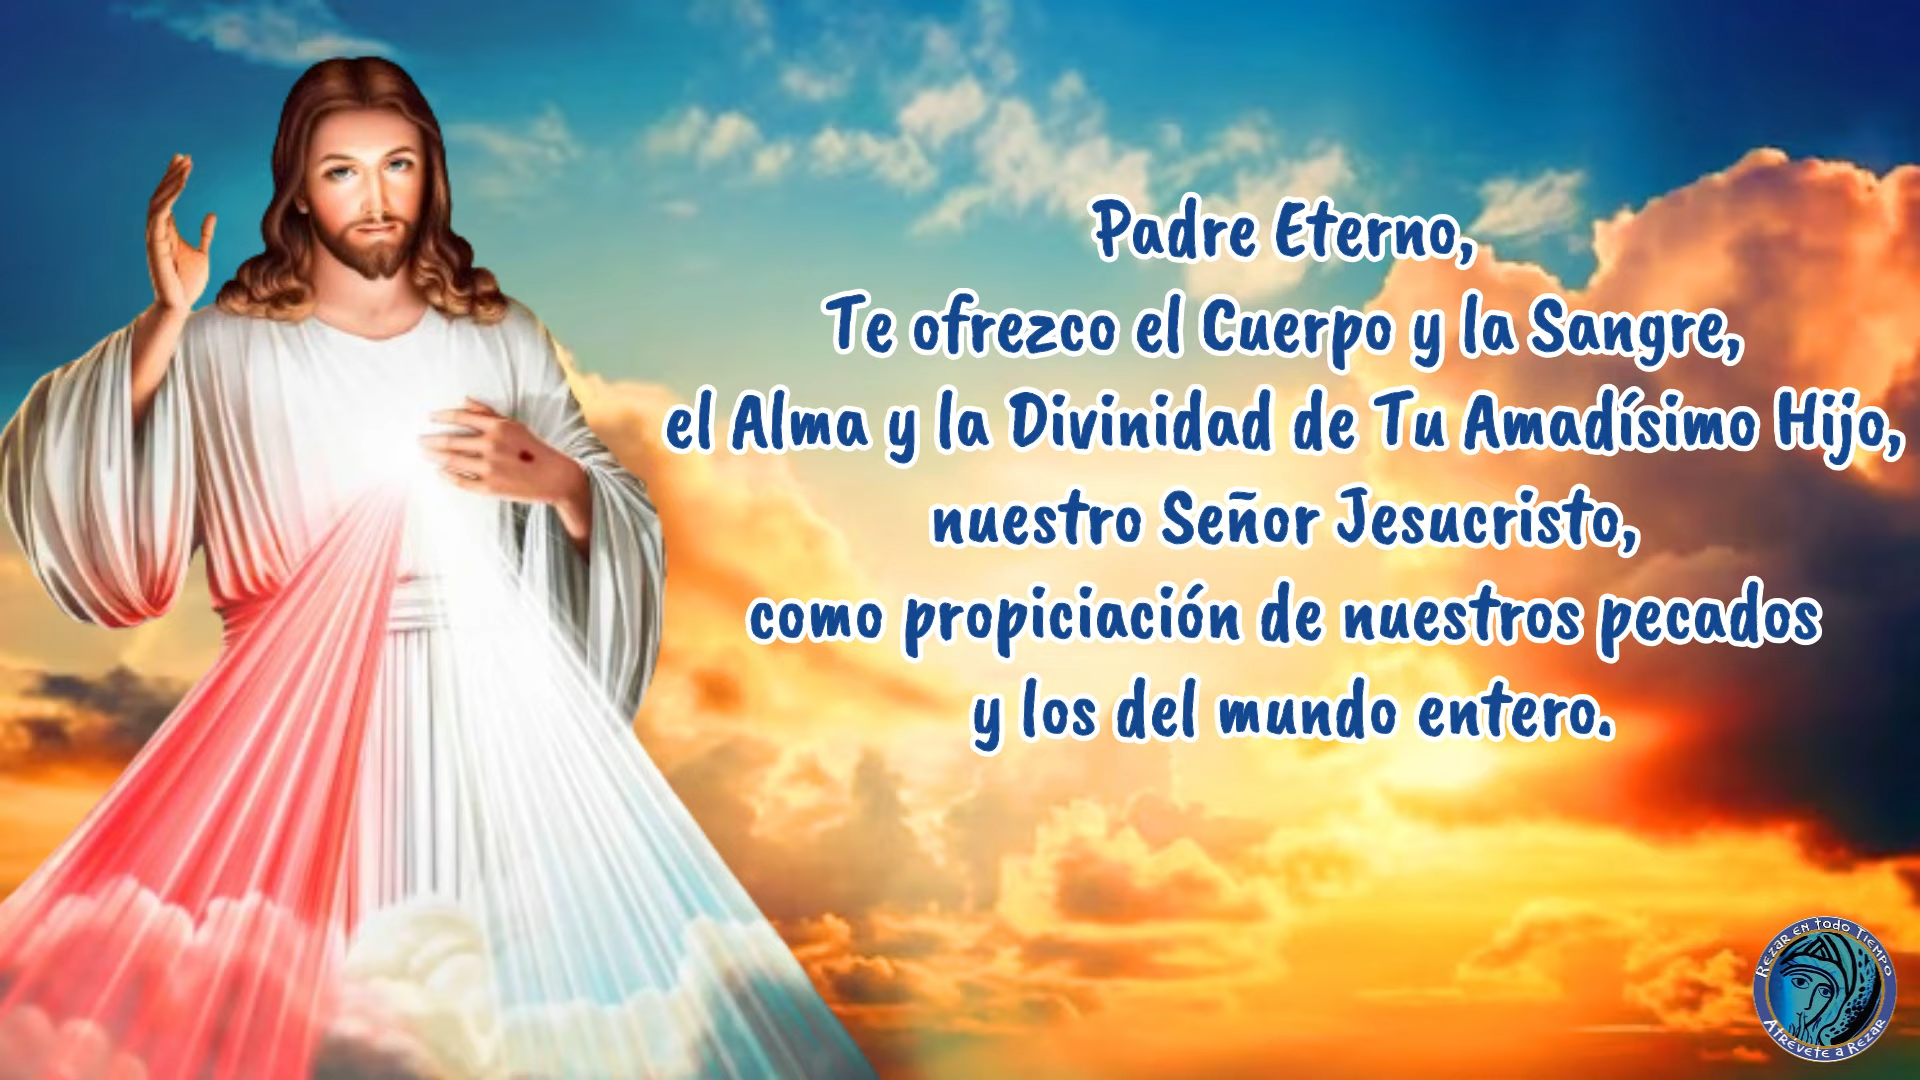 Padre Eterno,
Te ofrezco el Cuerpo y la Sangre,
el Alma y la Divinidad de Tu Amadísimo Hijo,
nuestro Señor Jesucristo,
como propiciación de nuestros pecados
y los del mundo entero.
Rezar en Todo Tiempo
Atrévete a Rezar